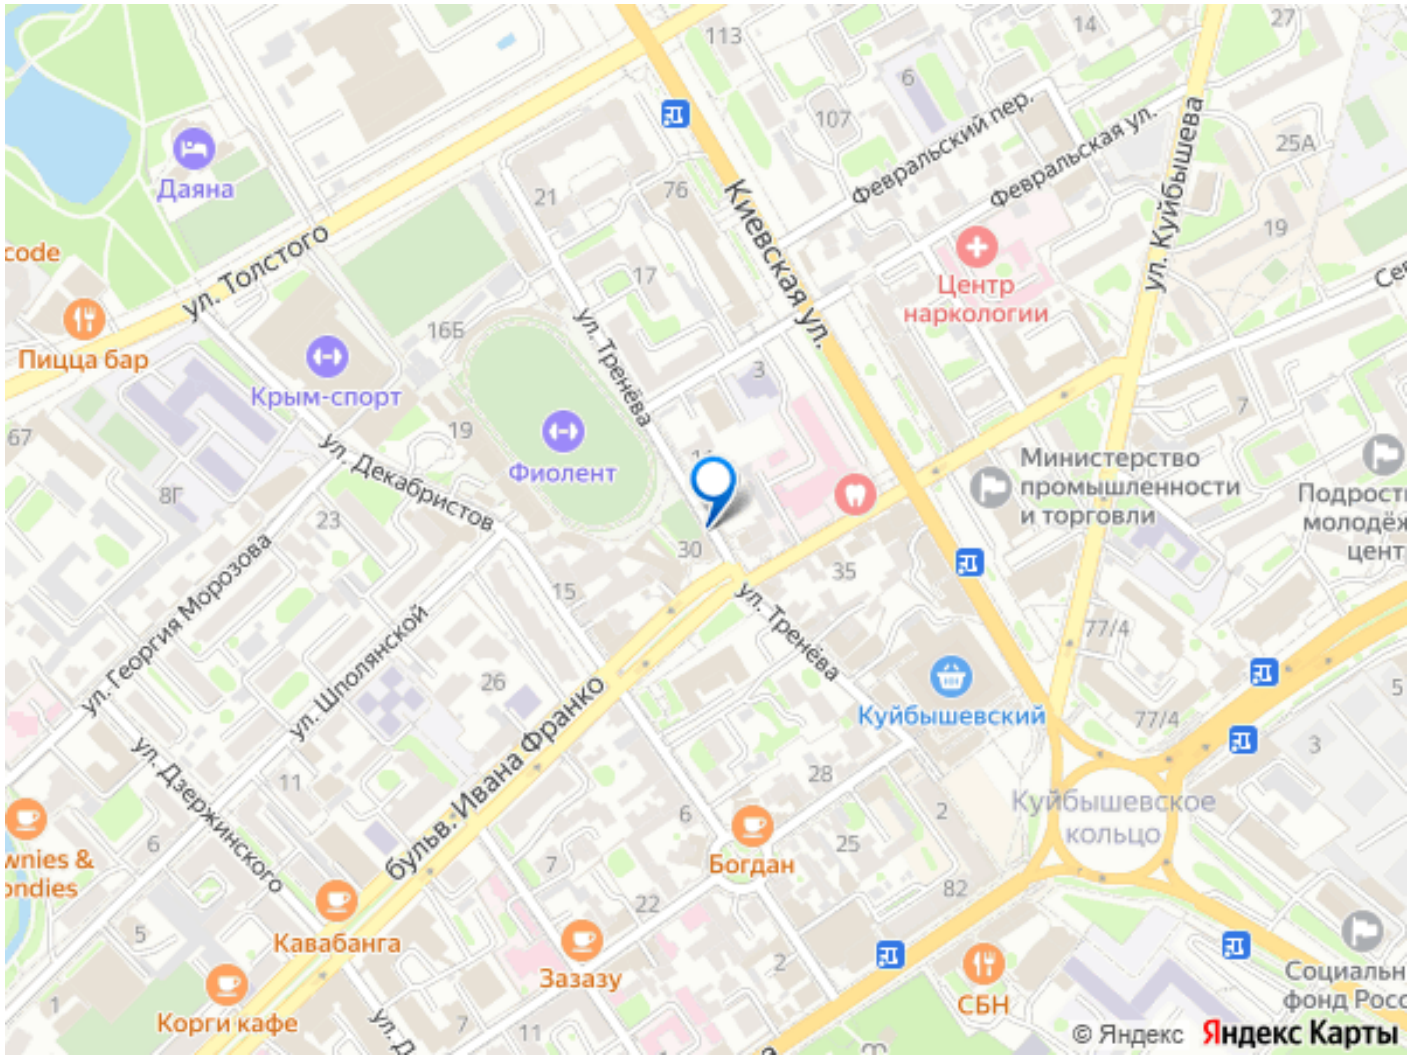 113
14
27
6
107
Февральский пер.
Февральская ул.
ул. Куйбышева
25А
Даяна
21
76
Киевская ул.
19
code
ул. Толстого
17
Центр
наркологии
Пицца бар
16Б
ул. Тренёва
3
Крым-спорт
7
67
19
ул. Декабристов
Фиолент
Министерство
промышленности
и торговли
8Г
23
30
35
15
ул. Георгия Морозова
ул. Шполянской
ул. Тренёва
77/4
26
Куйбышевский
77/4
5
3
ул. Дзержинского
11
бульв. Ивана Франко
28
Куйбышевское
кольцо
6
2
wnies &
ondies
6
7
Богдан
25
82
22
5
Кавабанга
Зазазу
2
СБН
1
Корги кафе
7
11
© Яндекс
Яндекс Карты